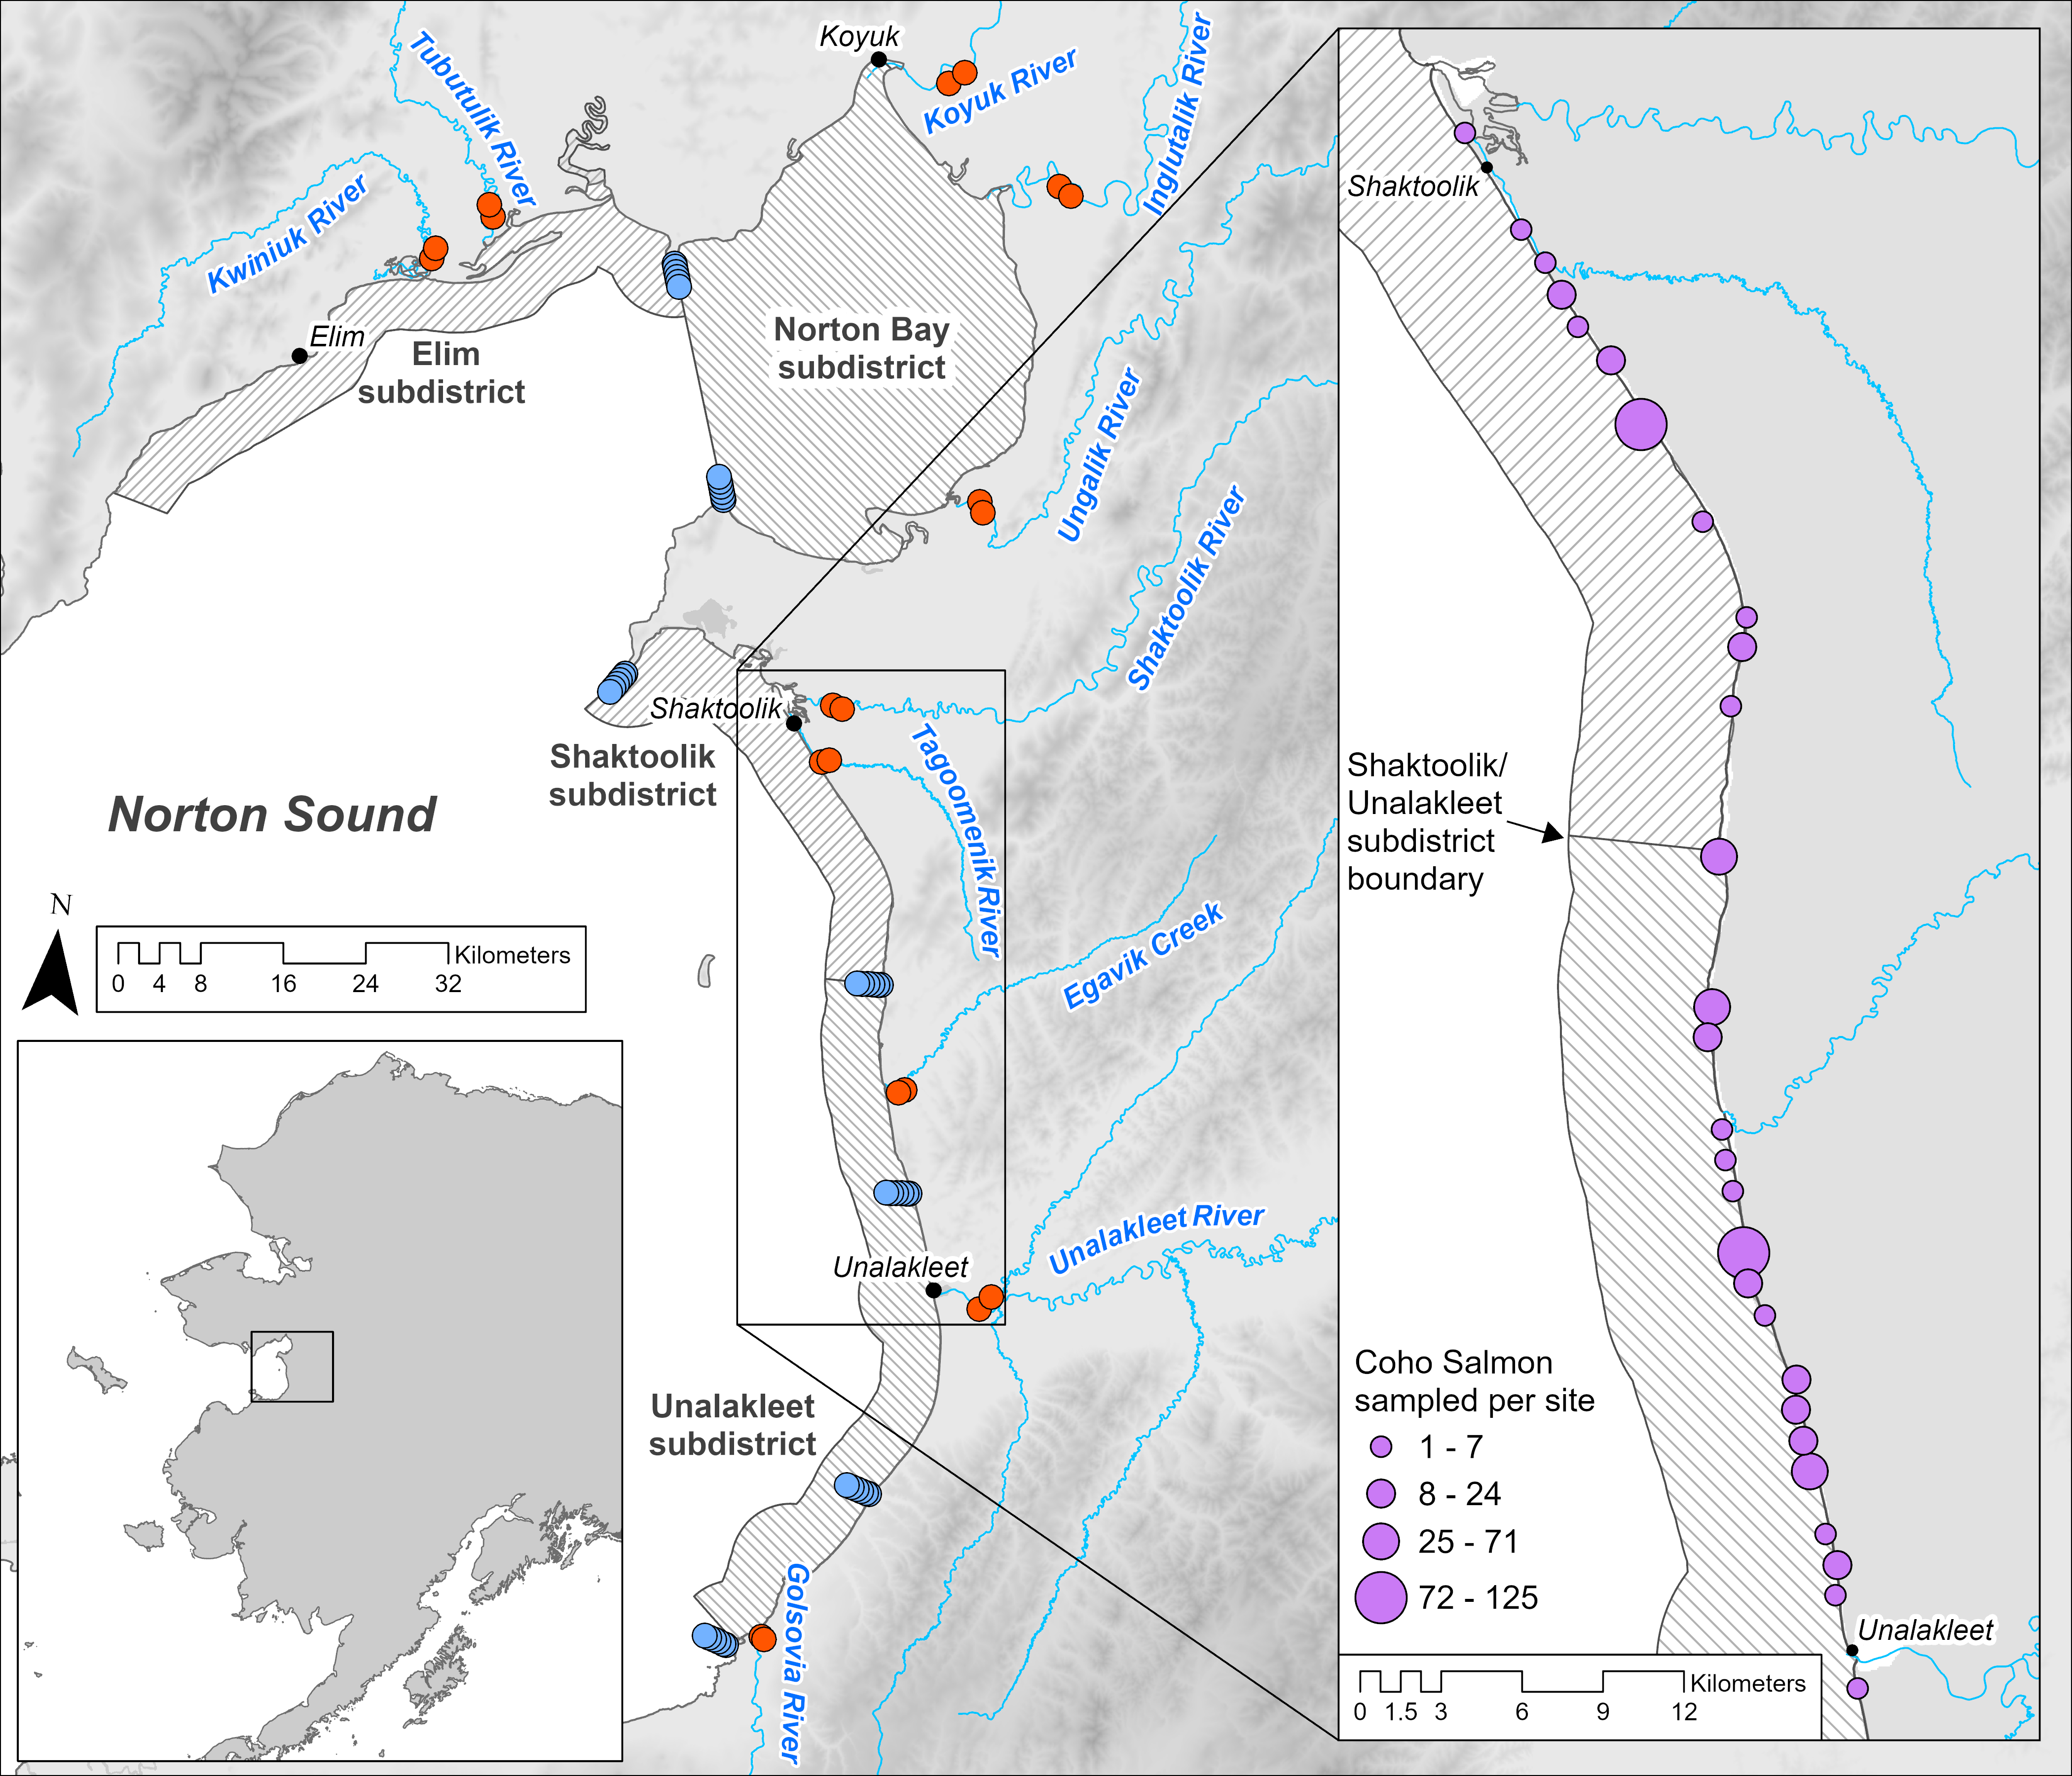 Koyuk
Tubutulik River
Koyuk River
Inglutalik River
Kwiniuk River
Elim
Elim
subdistrict
Norton Bay
subdistrict
Ungalik River
Shaktoolik River
Shaktoolik
Shaktoolik
subdistrict
Tagoomenik River
Norton Sound
N
Kilometers
0 4 8 16 24 32
Egavik Creek
Unalakleet River
Unalakleet
Unalakleet
subdistrict
Golsovia River
Shaktoolik
Shaktoolik/
Unalakleet
subdistrict
boundary
Coho Salmon
sampled per site
1 - 7
8 - 24
25 - 71
72 - 125
Unalakleet
Kilometers
0 1.5 3 6 9 12